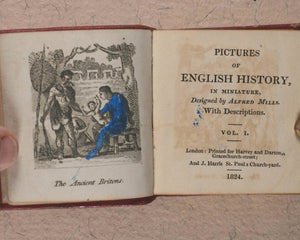 The Ancient Britons.
PICTURES
OF
ENGLISH HISTORY,
IN MINIATURE,
Designed by ALFRED MILLS.
With Descriptions.
VOL. I.
London: Printed for Harvey and Darton,
Gracechurch-street;
And J. Harris St. Paul's Church-yard.
1824.